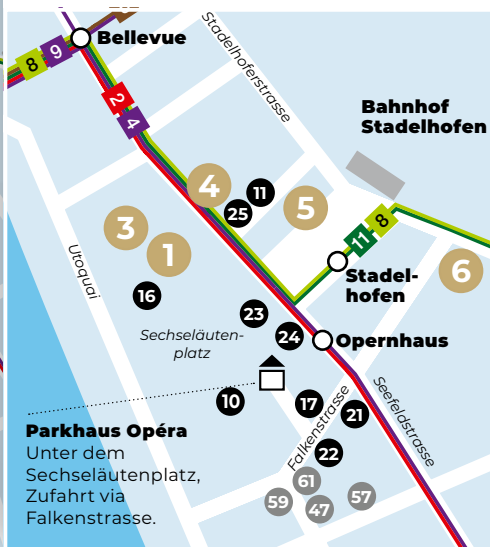 Bellevue
8
9
2
4
Stadelhoferstrasse
Bahnhof
Stadelhofen
4
11
25
5
3
1
11
8
6
Utoquai
16
Stadel-
hofen
23
Sechseläuten-
platz
24
Opernhaus
10
17
21
Falkenstrasse
Seefeldstrasse
22
Parkhaus Opéra
Unter dem
Sechseläutenplatz,
Zufahrt via
Falkenstrasse.
61
59
47
57